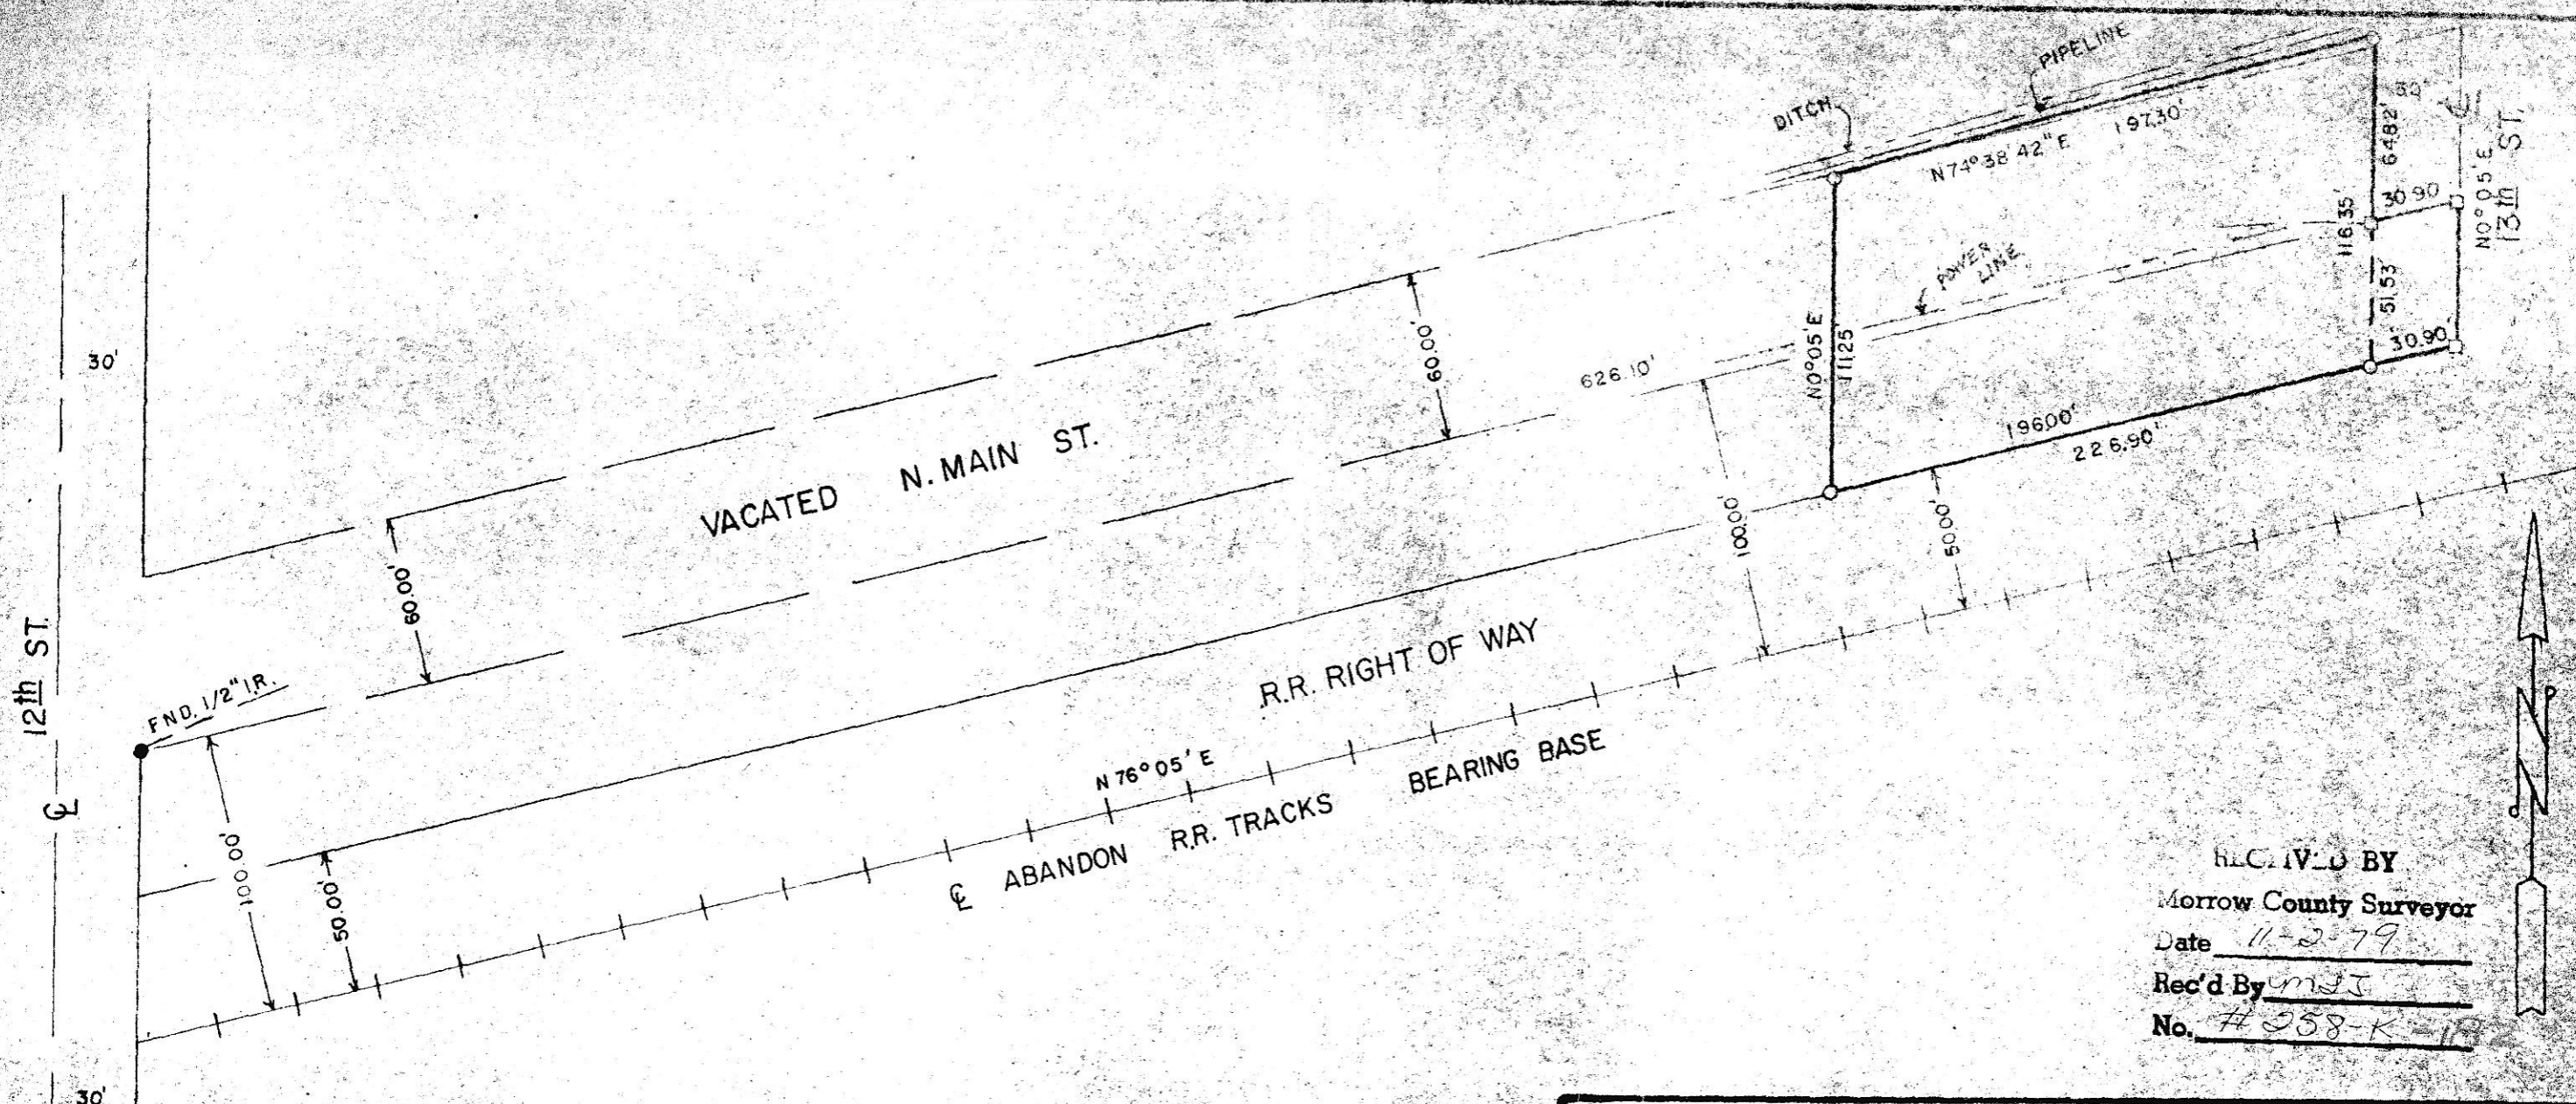 PIPELINE
DITCH
N 74° 38' 42" E 197.30'
64.82'
30'
30.90
116.35'
N0°05'E
13th ST.
POWER
LINE
51.53'
30.90'
N0°05'E
111.25'
196.00'
226.90'
50.00'
100.00'
626.10'
60.00'
VACATED N. MAIN ST.
60.00'
30'
12th ST.
℄
FND. 1/2" I.R.
100.00'
50.00'
R.R. RIGHT OF WAY
N 76° 05' E
℄ ABANDON R.R. TRACKS BEARING BASE
30'
N
RECEIVED BY
Morrow County Surveyor
Date 11-2-79
Rec'd By
No. # 258-K